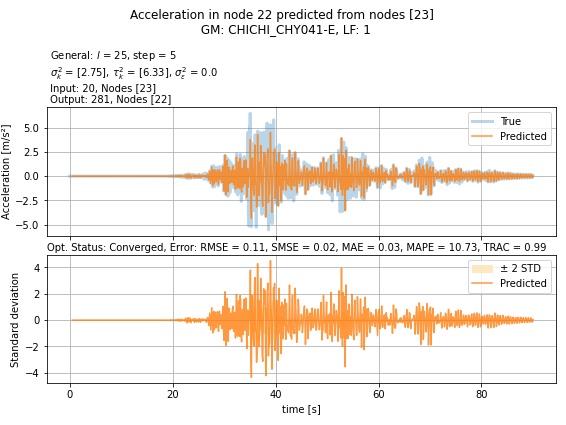 Acceleration in node 22 predicted from nodes [23]
GM: CHICHI_CHY041-E, LF: 1
General: l = 25, step = 5
σ²ₖ = [2.75], τ²ₖ = [6.33], σ²ε = 0.0
Input: 20, Nodes [23]
Output: 281, Nodes [22]
Acceleration [m/s²]
5.0
2.5
0.0
−2.5
−5.0
True
Predicted
Opt. Status: Converged, Error: RMSE = 0.11, SMSE = 0.02, MAE = 0.03, MAPE = 10.73, TRAC = 0.99
Standard deviation
4
2
0
−2
−4
± 2 STD
Predicted
0 20 40 60 80
time [s]